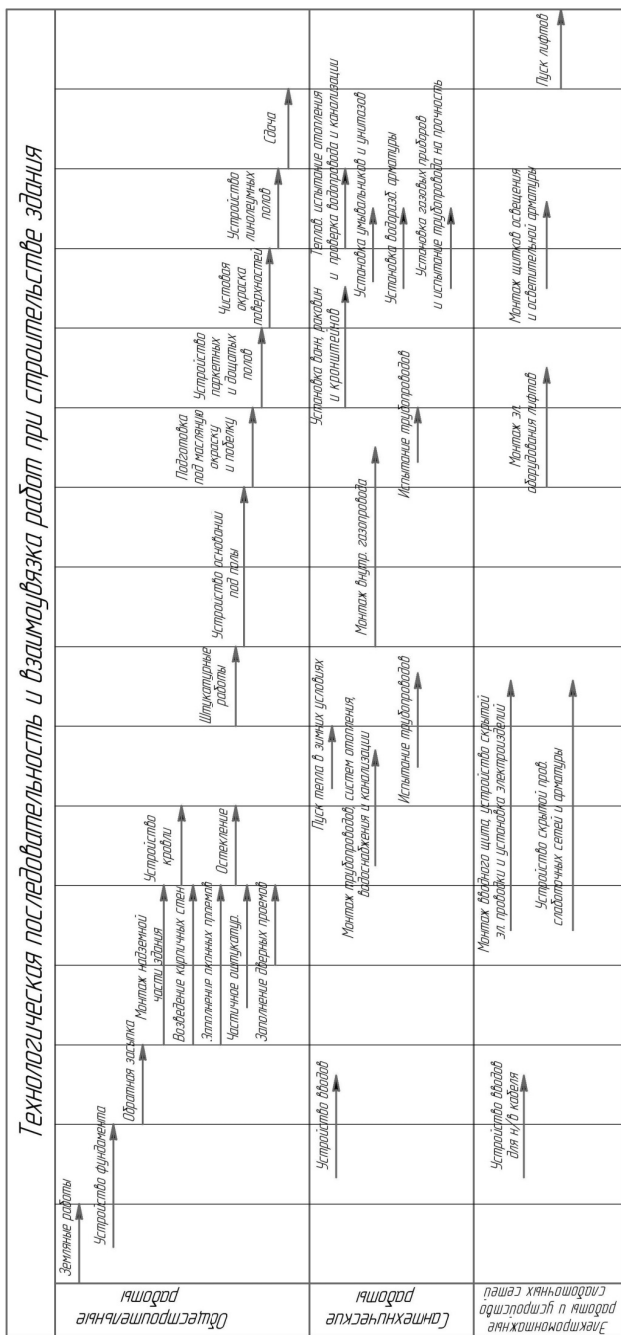 Технологическая последовательность и взаимоувязка работ при строительстве здания
Общестроительные
работы
Земляные работы
Устройство фундамента
Обратная засыпка
Монтаж надземной
части здания
Возведение кирпичных стен
Заполнение оконных проемов
Частичное оштукатур.
Заполнение дверных проемов
Устройство
кровли
Остекление
Штукатурные
работы
Устройство основании
под полы
Подготовка
под масляную
окраску
и побелку
Устройство
паркетных
и дощатых
полов
Чистовая
окраска
поверхностей
Устройство
линолеумных
полов
Сдача
Сантехнические
работы
Устройство вводов
Пуск тепла в зимних условиях
Монтаж трубопроводов, систем отопления,
водоснабжения и канализации
Испытание трубопроводов
Монтаж внутр. газопровода
Испытание трубопроводов
Установка ванн, раковин
и кронштейнов
Теплов. испытание отопления
и проверка водопровода и канализации
Установка умывальников и унитазов
Установка водоразб. арматуры
Установка газовых приборов
и испытание трубопровода на прочность
Электромонтажные
работы и устройство
слаботочных сетей
Устройство вводов
для н/в кабеля
Монтаж вводного щита, устройство скрытой
эл. проводки и установка электроизделий
Устройство скрытой пров.
слаботочных сетей и арматуры
Монтаж эл.
оборудования лифтов
Монтаж щитков освещения
и осветительной арматуры
Пуск лифтов